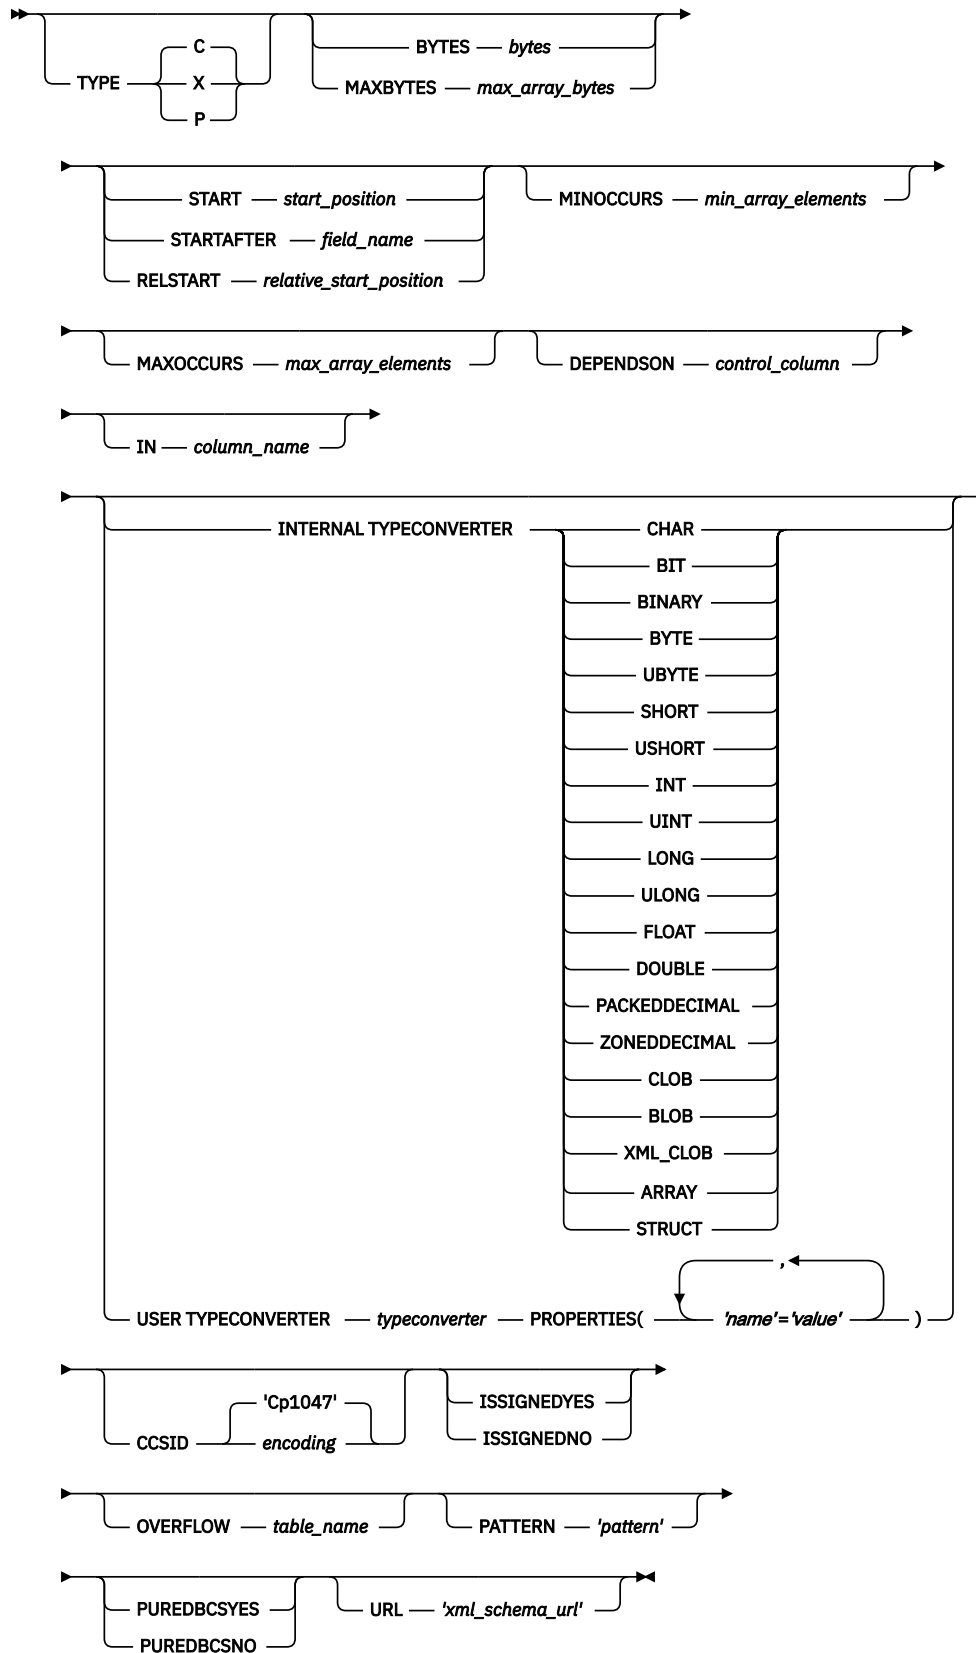 C
TYPE X
P
BYTES bytes
MAXBYTES max_array_bytes
START start_position
STARTAFTER field_name
RELSTART relative_start_position
MINOCCURS min_array_elements
MAXOCCURS max_array_elements
DEPENDSON control_column
IN column_name
INTERNAL TYPECONVERTER CHAR
BIT
BINARY
BYTE
UBYTE
SHORT
USHORT
INT
UINT
LONG
ULONG
FLOAT
DOUBLE
PACKEDDECIMAL
ZONEDDECIMAL
CLOB
BLOB
XML_CLOB
ARRAY
STRUCT
,
USER TYPECONVERTER typeconverter PROPERTIES( 'name'='value' )
'Cp1047'
CCSID encoding
ISSIGNEDYES
ISSIGNEDNO
OVERFLOW table_name
PATTERN 'pattern'
PUREDBCSYES
PUREDBCSNO
URL 'xml_schema_url'